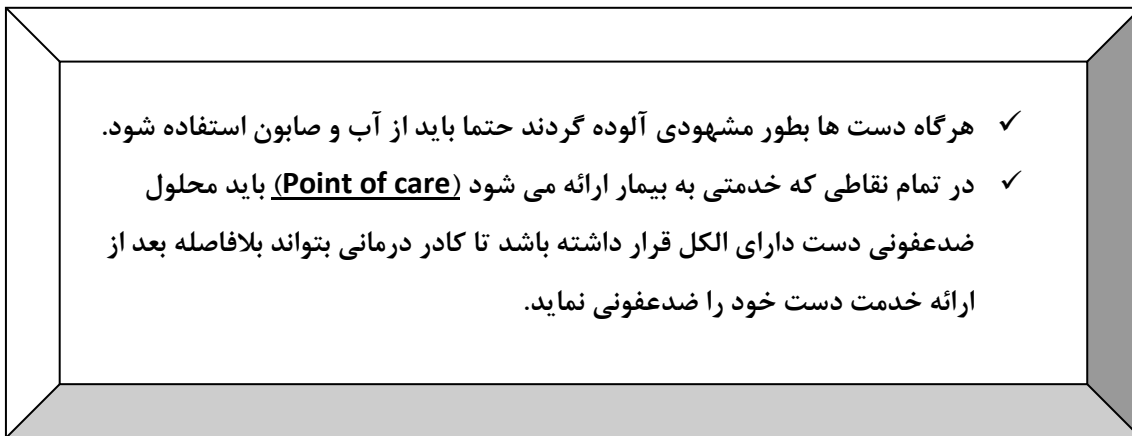 ✓ هرگاه دست ها بطور مشهودی آلوده گردند حتما باید از آب و صابون استفاده شود.
✓ در تمام نقاطی که خدمتی به بیمار ارائه می شود (Point of care) باید محلول
ضدعفونی دست دارای الکل قرار داشته باشد تا کادر درمانی بتواند بلافاصله بعد از
ارائه خدمت دست خود را ضدعفونی نماید.